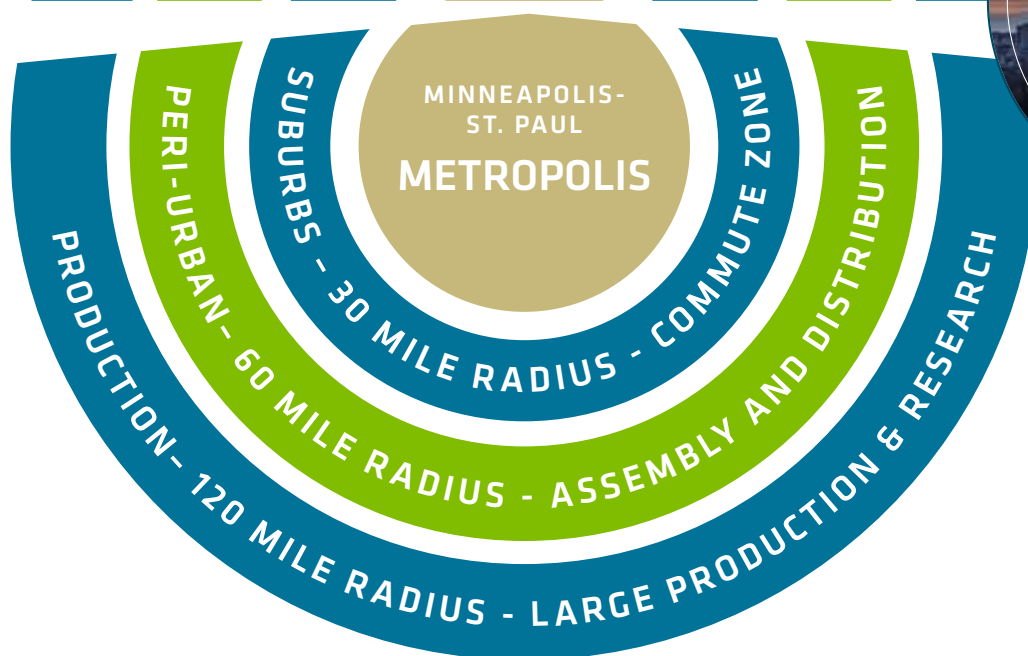 MINNEAPOLIS-
ST. PAUL
METROPOLIS
SUBURBS - 30 MILE RADIUS - COMMUTE ZONE
PERI-URBAN- 60 MILE RADIUS - ASSEMBLY AND DISTRIBUTION
PRODUCTION- 120 MILE RADIUS - LARGE PRODUCTION & RESEARCH